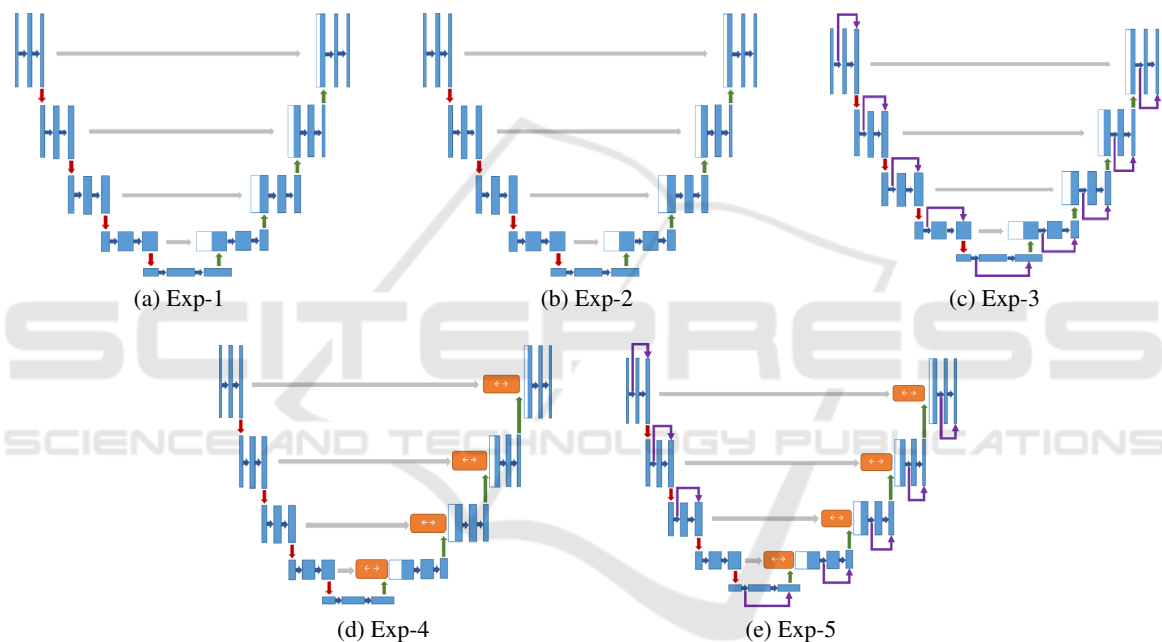 (a) Exp-1
(b) Exp-2
(c) Exp-3
SCITEPRESS
SCIENCE AND TECHNOLOGY PUBLICATIONS
(d) Exp-4
(e) Exp-5